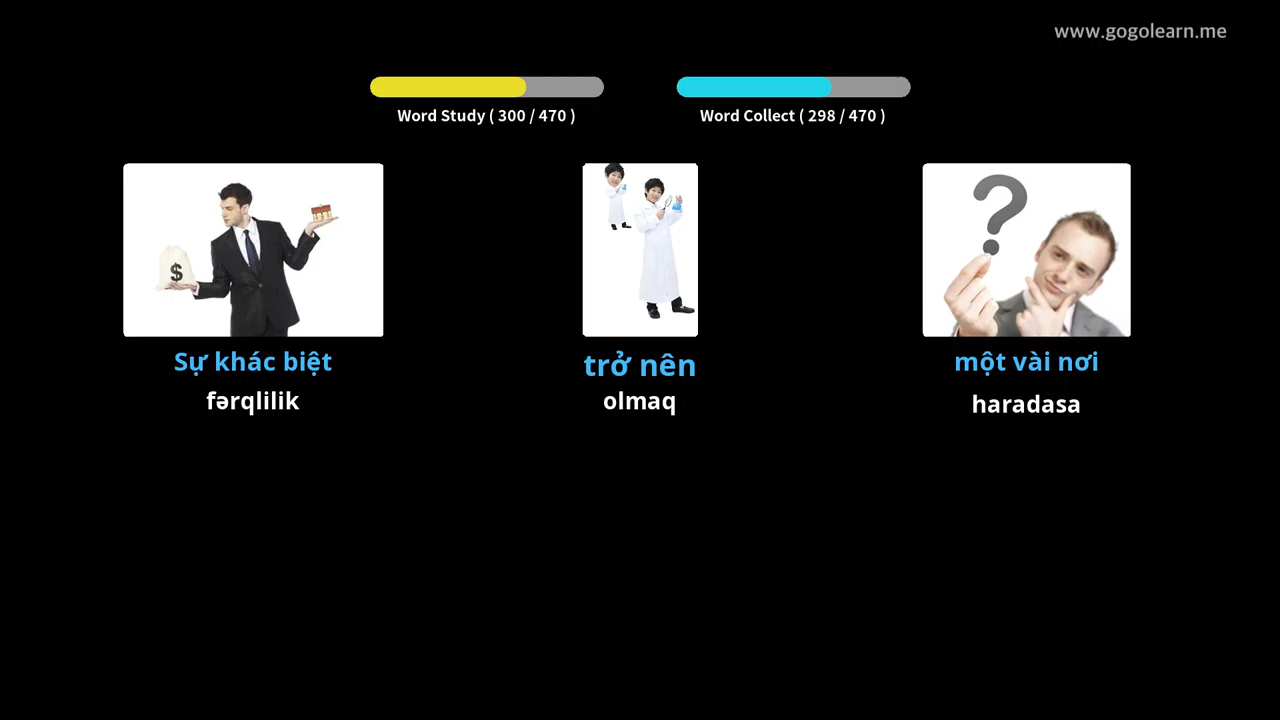 www.gogolearn.me
Word Study ( 300 / 470 )
Word Collect ( 298 / 470 )
$
?
Sự khác biệt
fərqlilik
trở nên
olmaq
một vài nơi
haradasa